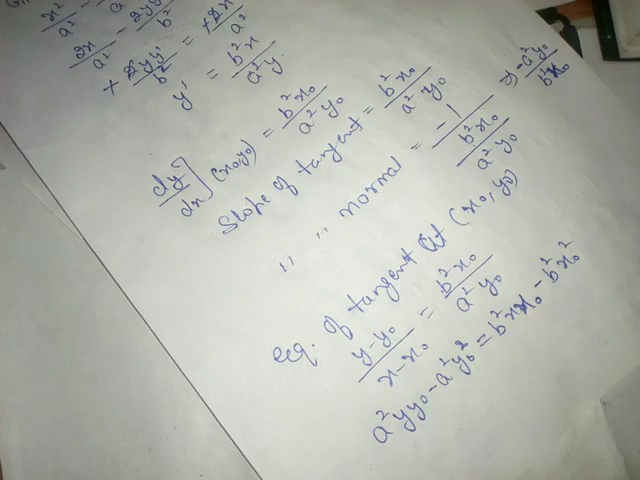 x²/a² -
2x/a² - 2yy'/b²
+ 2yy'/b² = +2x/a²
y' = b²x/a²y
dy/dx](x₀y₀) = b²x₀/a²y₀
Slope of tangent = b²x₀/a²y₀
" " normal = -1/(b²x₀/a²y₀) ⇒ -a²y₀/b²x₀
eq. of tangent at (x₀, y₀)
y-y₀/x-x₀ = b²x₀/a²y₀
a²yy₀-a²y₀² = b²xx₀-b²x₀²